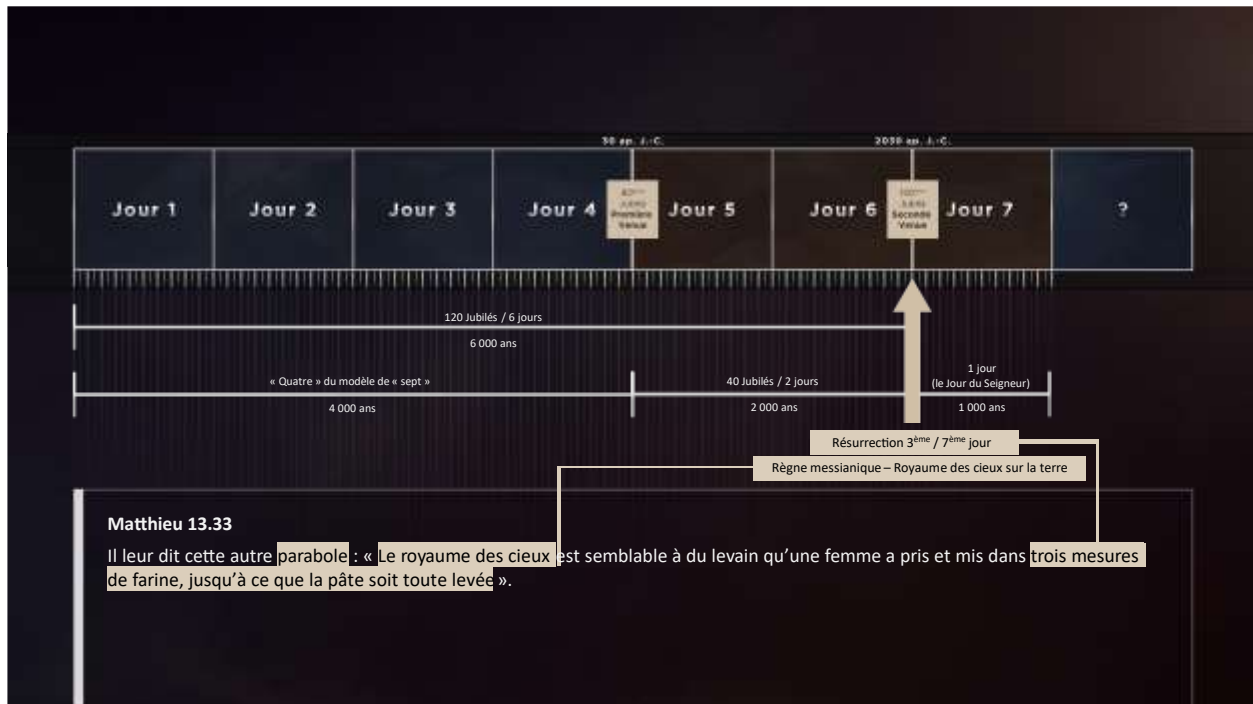 30 ap. J.-C.
2030 ap. J.-C.
Jour 1
Jour 2
Jour 3
Jour 4
Première
Venue
Jour 5
Jour 6
Seconde
Venue
Jour 7
?
120 Jubilés / 6 jours
6 000 ans
« Quatre » du modèle de « sept »
4 000 ans
40 Jubilés / 2 jours
2 000 ans
1 jour
(le Jour du Seigneur)
1 000 ans
Résurrection 3ème / 7ème jour
Règne messianique – Royaume des cieux sur la terre
Matthieu 13.33
Il leur dit cette autre parabole : « Le royaume des cieux est semblable à du levain qu’une femme a pris et mis dans trois mesures
de farine, jusqu’à ce que la pâte soit toute levée ».